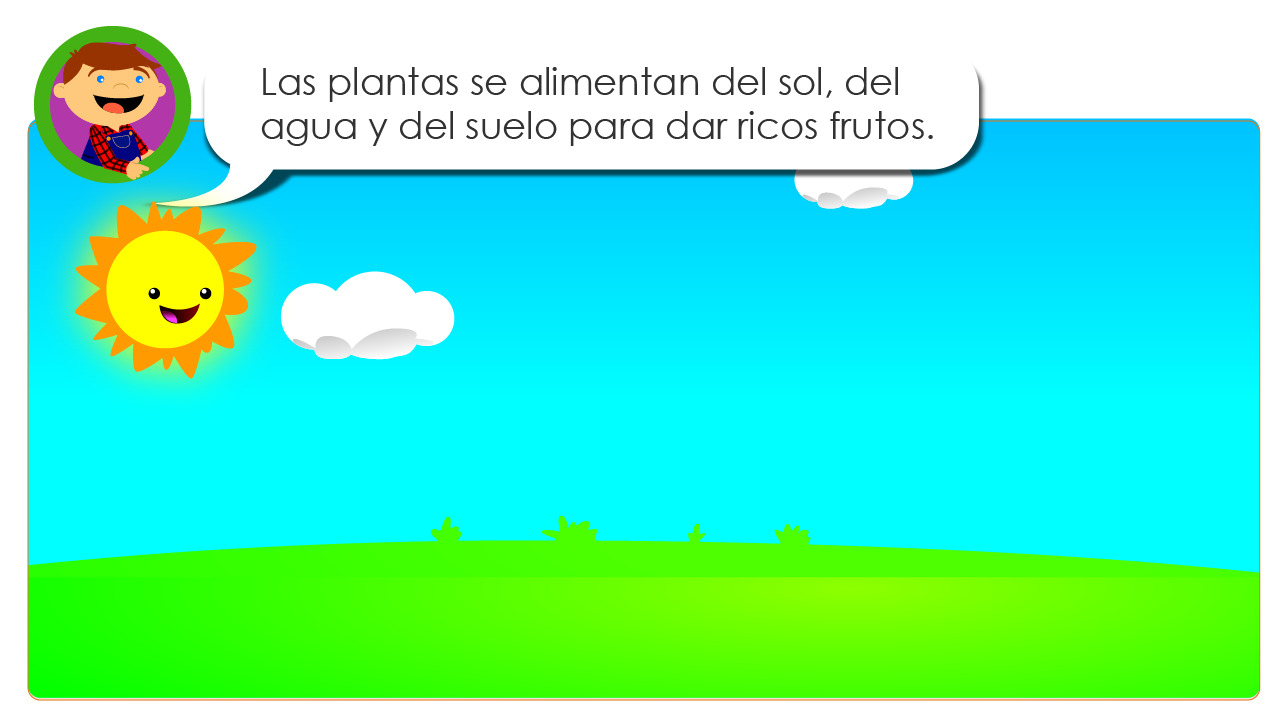 Las plantas se alimentan del sol, del
agua y del suelo para dar ricos frutos.